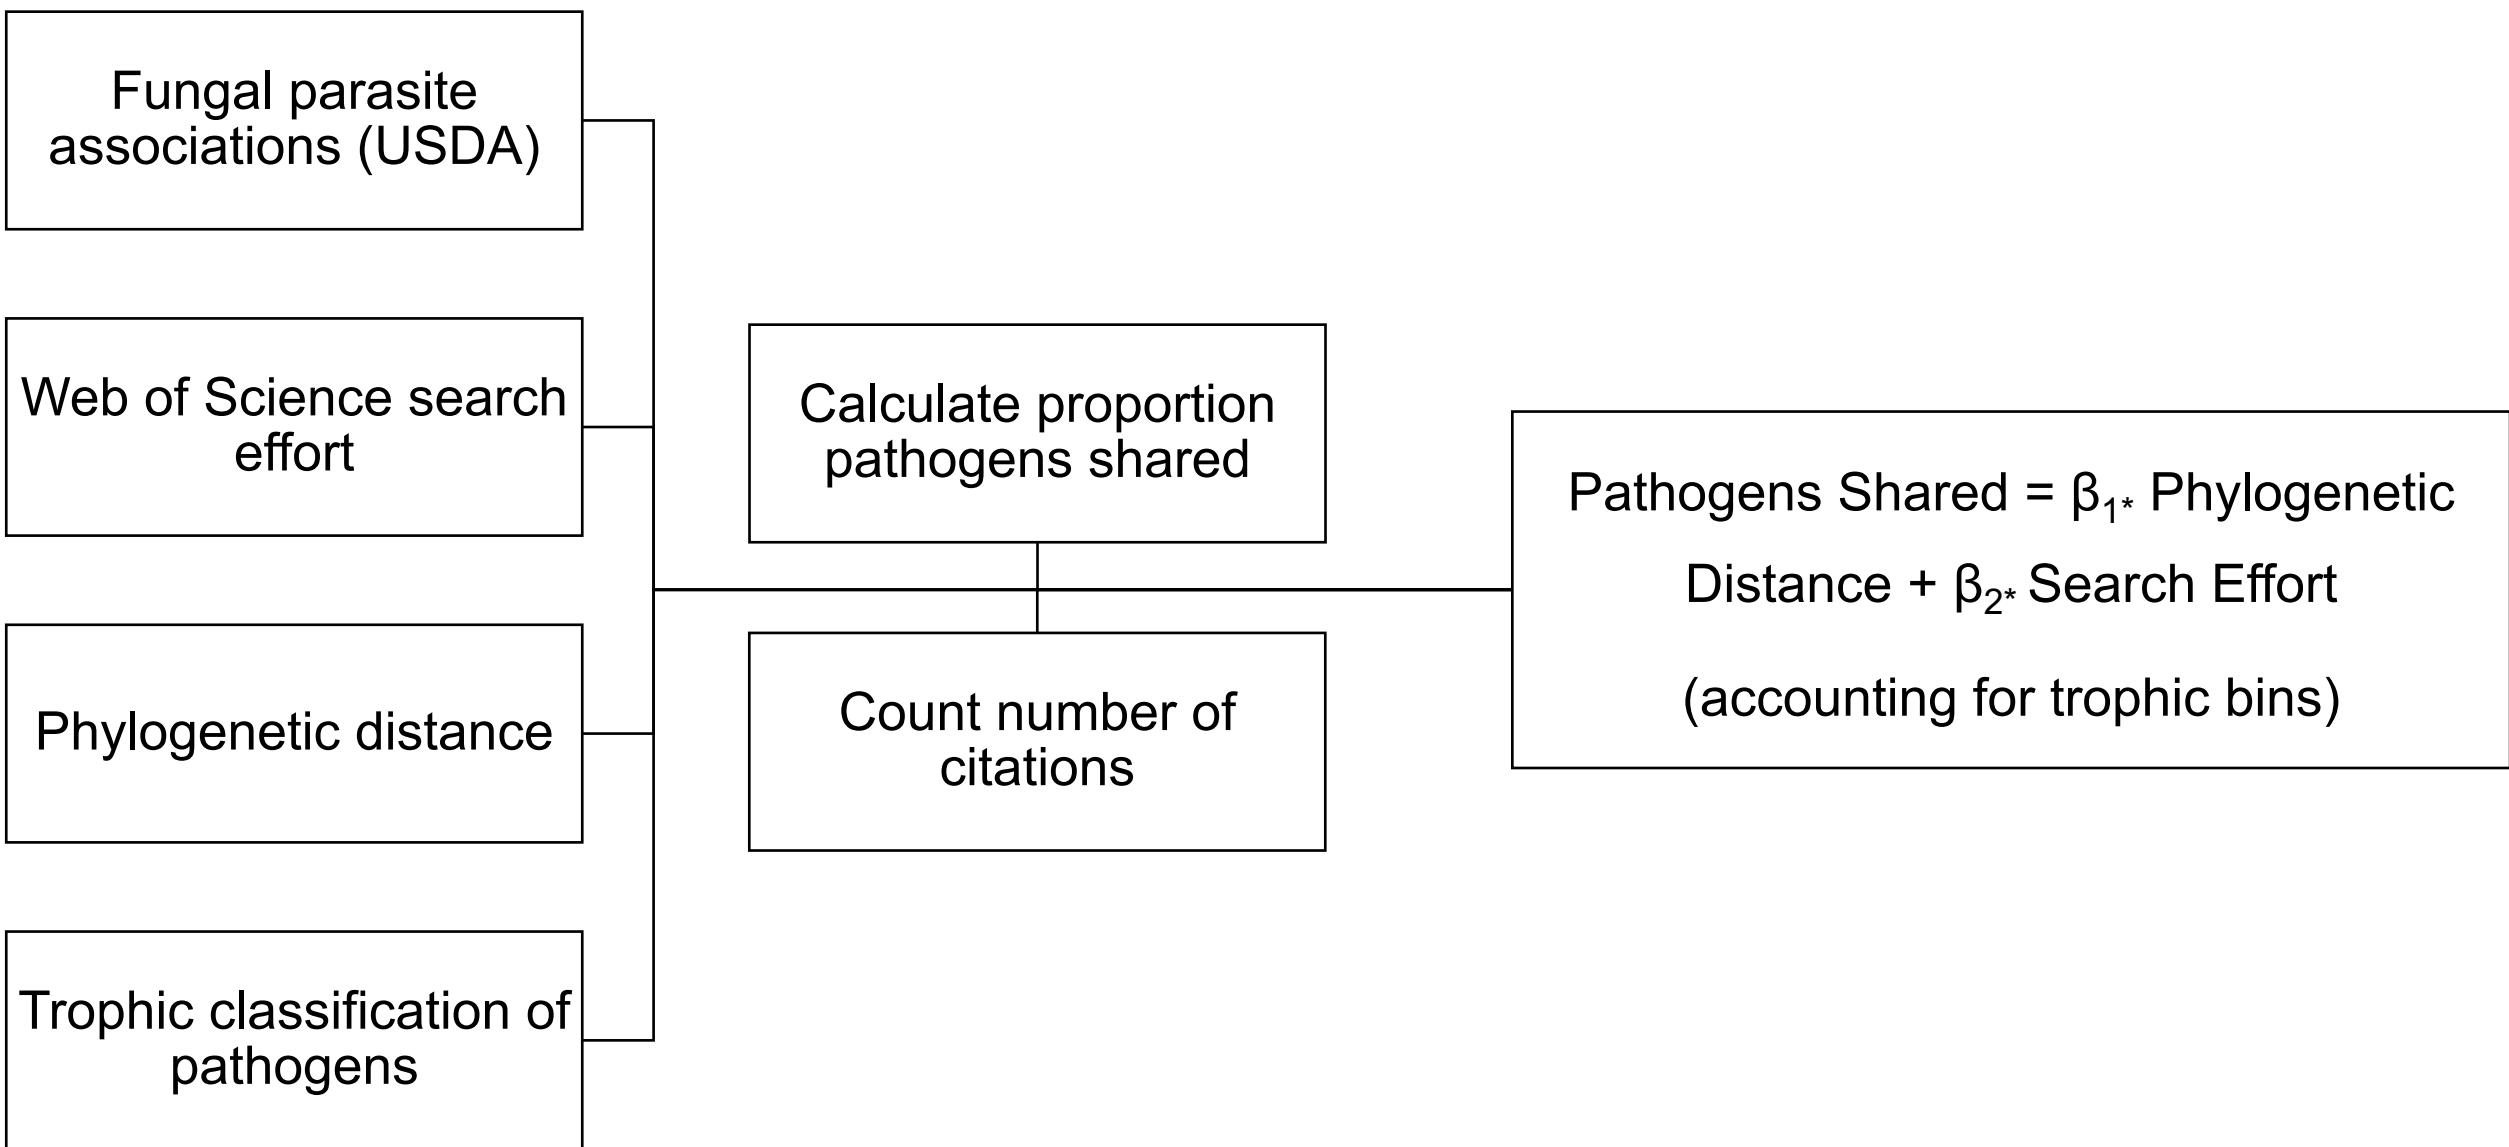 Fungal parasite
associations (USDA)
Web of Science search
effort
Phylogenetic distance
Trophic classification of
pathogens
Calculate proportion
pathogens shared
Count number of
citations
Pathogens Shared = β₁* Phylogenetic
Distance + β₂* Search Effort
(accounting for trophic bins)